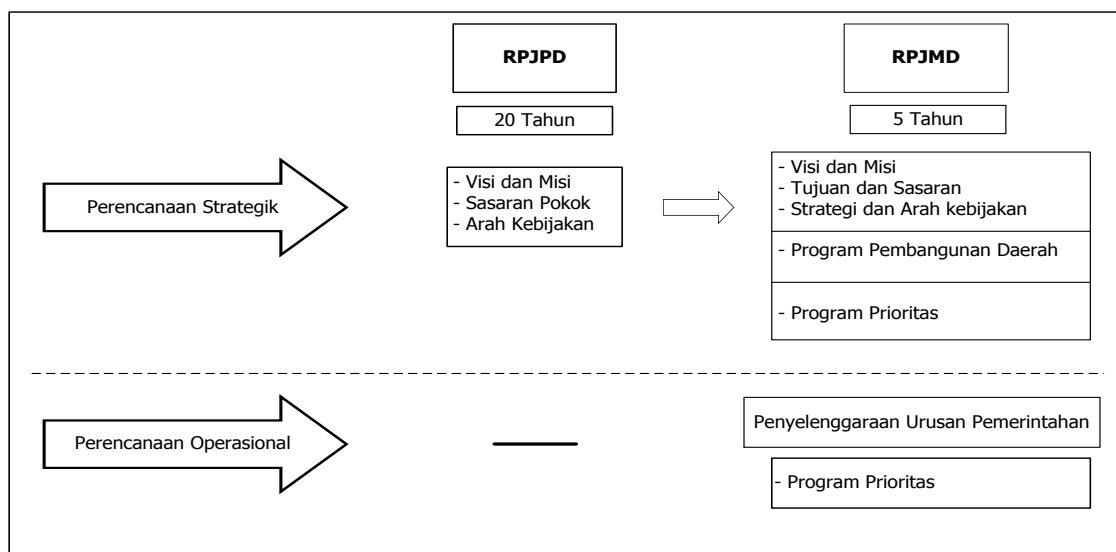 RPJPD
RPJMD
20 Tahun
5 Tahun
Perencanaan Strategik
- Visi dan Misi
- Sasaran Pokok
- Arah Kebijakan
- Visi dan Misi
- Tujuan dan Sasaran
- Strategi dan Arah kebijakan
- Program Pembangunan Daerah
- Program Prioritas
Perencanaan Operasional
Penyelenggaraan Urusan Pemerintahan
- Program Prioritas